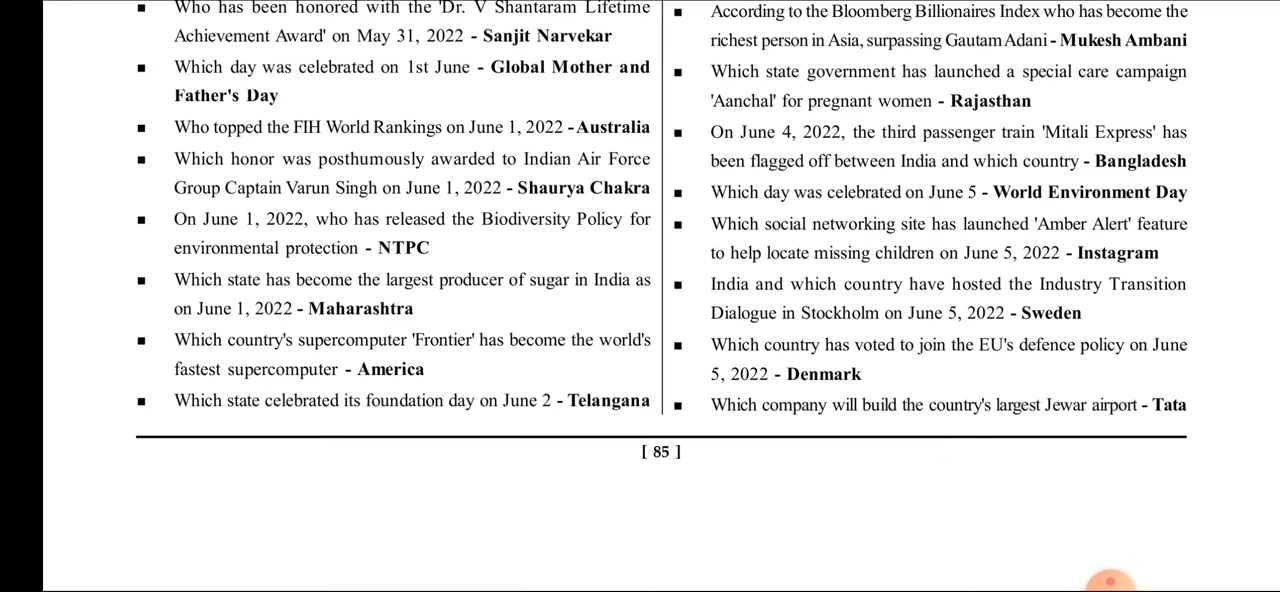 ▪ Who has been honored with the 'Dr. V Shantaram Lifetime
Achievement Award' on May 31, 2022 - Sanjit Narvekar
▪ Which day was celebrated on 1st June - Global Mother and
Father's Day
▪ Who topped the FIH World Rankings on June 1, 2022 - Australia
▪ Which honor was posthumously awarded to Indian Air Force
Group Captain Varun Singh on June 1, 2022 - Shaurya Chakra
▪ On June 1, 2022, who has released the Biodiversity Policy for
environmental protection - NTPC
▪ Which state has become the largest producer of sugar in India as
on June 1, 2022 - Maharashtra
▪ Which country's supercomputer 'Frontier' has become the world's
fastest supercomputer - America
▪ Which state celebrated its foundation day on June 2 - Telangana
▪ According to the Bloomberg Billionaires Index who has become the
richest person in Asia, surpassing Gautam Adani - Mukesh Ambani
▪ Which state government has launched a special care campaign
'Aanchal' for pregnant women - Rajasthan
▪ On June 4, 2022, the third passenger train 'Mitali Express' has
been flagged off between India and which country - Bangladesh
▪ Which day was celebrated on June 5 - World Environment Day
▪ Which social networking site has launched 'Amber Alert' feature
to help locate missing children on June 5, 2022 - Instagram
▪ India and which country have hosted the Industry Transition
Dialogue in Stockholm on June 5, 2022 - Sweden
▪ Which country has voted to join the EU's defence policy on June
5, 2022 - Denmark
▪ Which company will build the country's largest Jewar airport - Tata
[ 85 ]